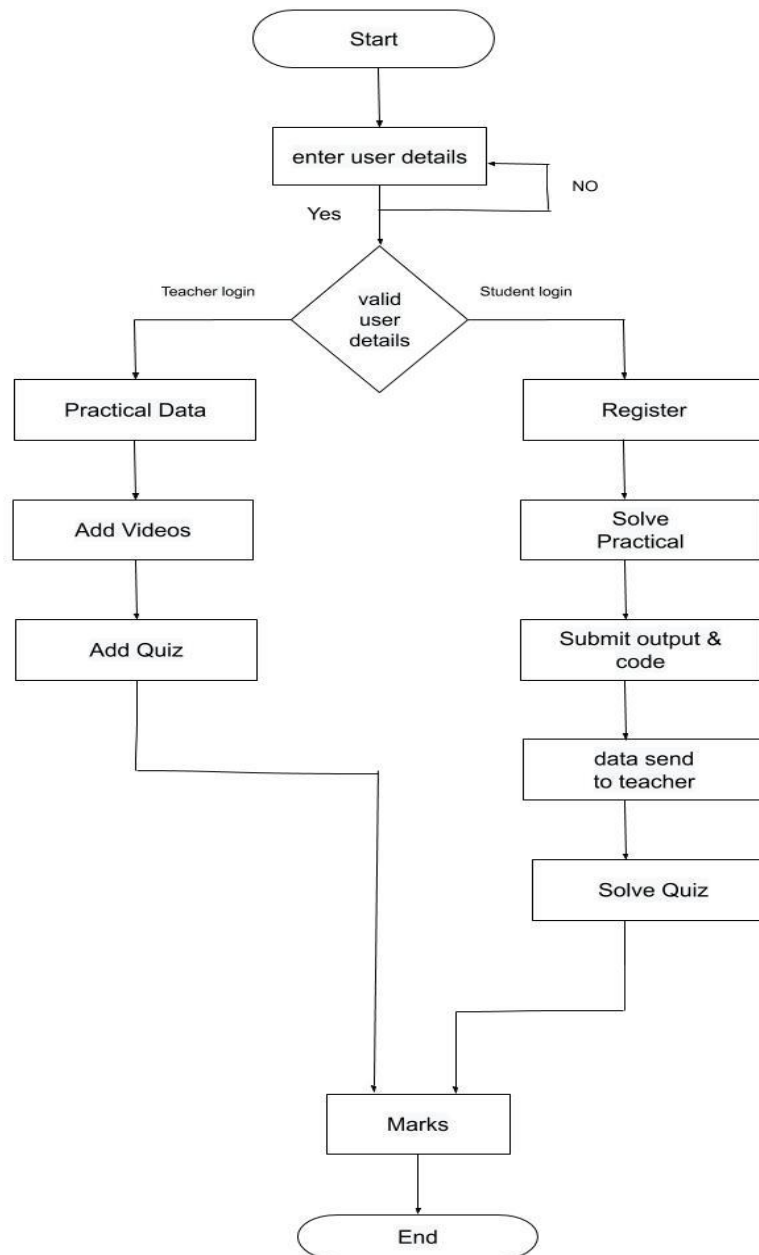 Start
enter user details
NO
Yes
Teacher login
Student login
valid
user
details
Practical Data
Register
Add Videos
Solve
Practical
Add Quiz
Submit output &
code
data send
to teacher
Solve Quiz
Marks
End